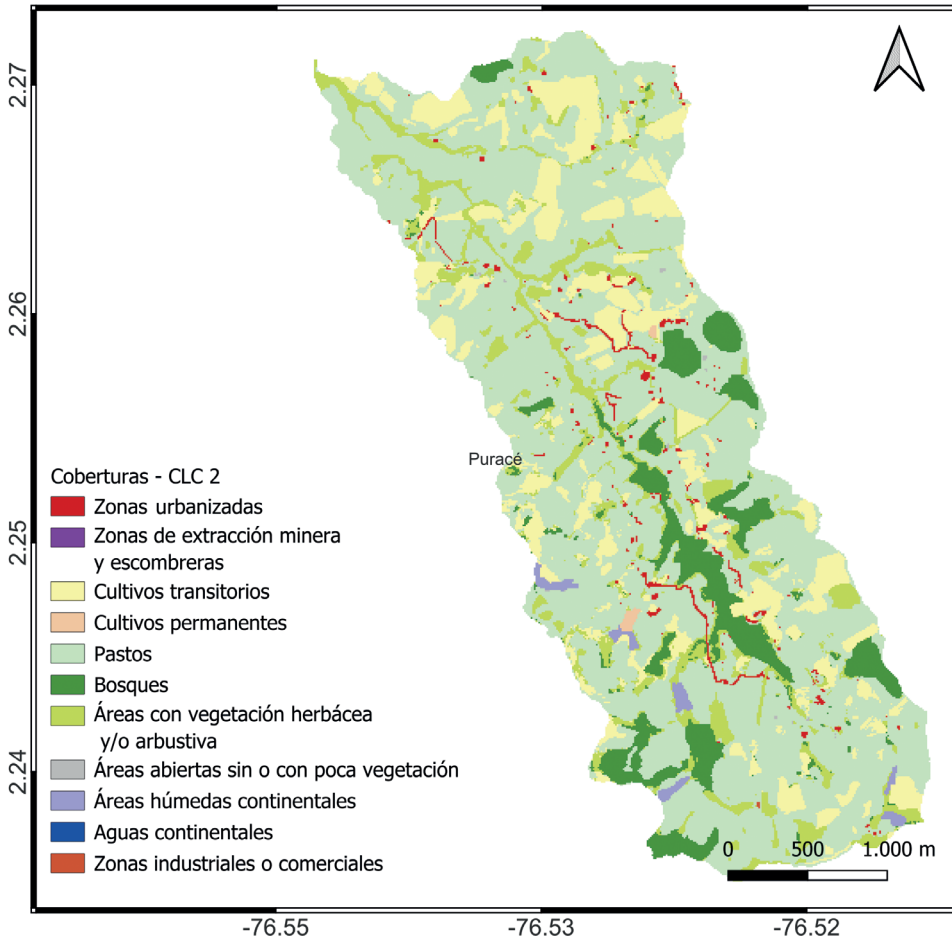 2.27
2.26
2.25
2.24
Puracé
Coberturas - CLC 2
Zonas urbanizadas
Zonas de extracción minera
y escombreras
Cultivos transitorios
Cultivos permanentes
Pastos
Bosques
Áreas con vegetación herbácea
y/o arbustiva
Áreas abiertas sin o con poca vegetación
Áreas húmedas continentales
Aguas continentales
Zonas industriales o comerciales
0 500 1.000 m
-76.55 -76.53 -76.52